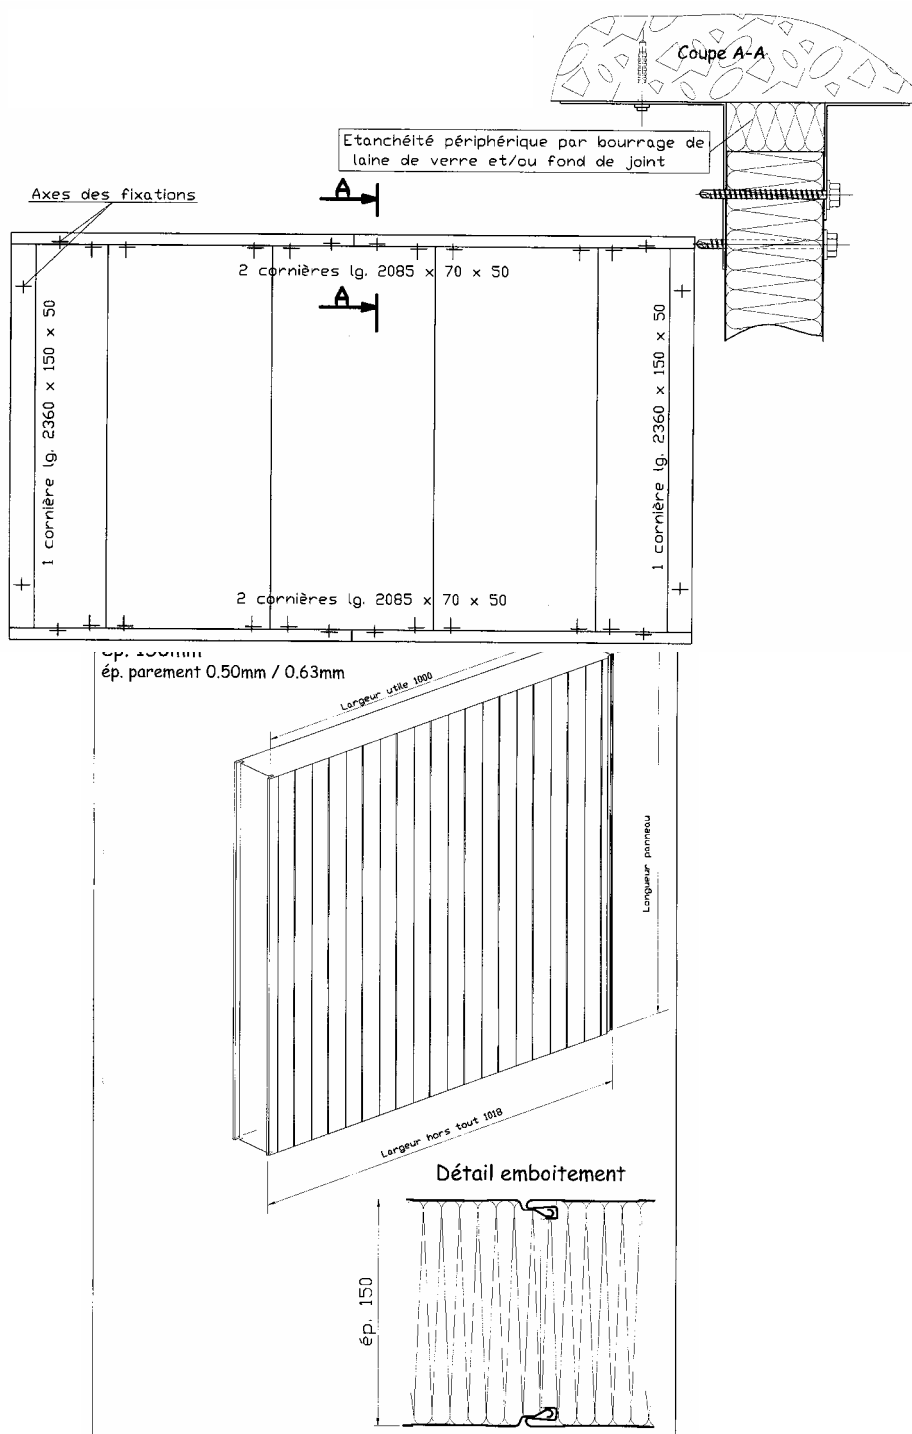 Coupe A-A
Etanchéité périphérique par bourrage de
laine de verre et/ou fond de joint
Axes des fixations
A
2 cornières lg. 2085 x 70 x 50
A
1 cornière lg. 2360 x 150 x 50
1 cornière lg. 2360 x 150 x 50
2 cornières lg. 2085 x 70 x 50
ép. 150mm
ép. parement 0.50mm / 0.63mm
Largeur utile 1000
Longueur panneau
Largeur hors tout 1018
Détail emboitement
ép. 150